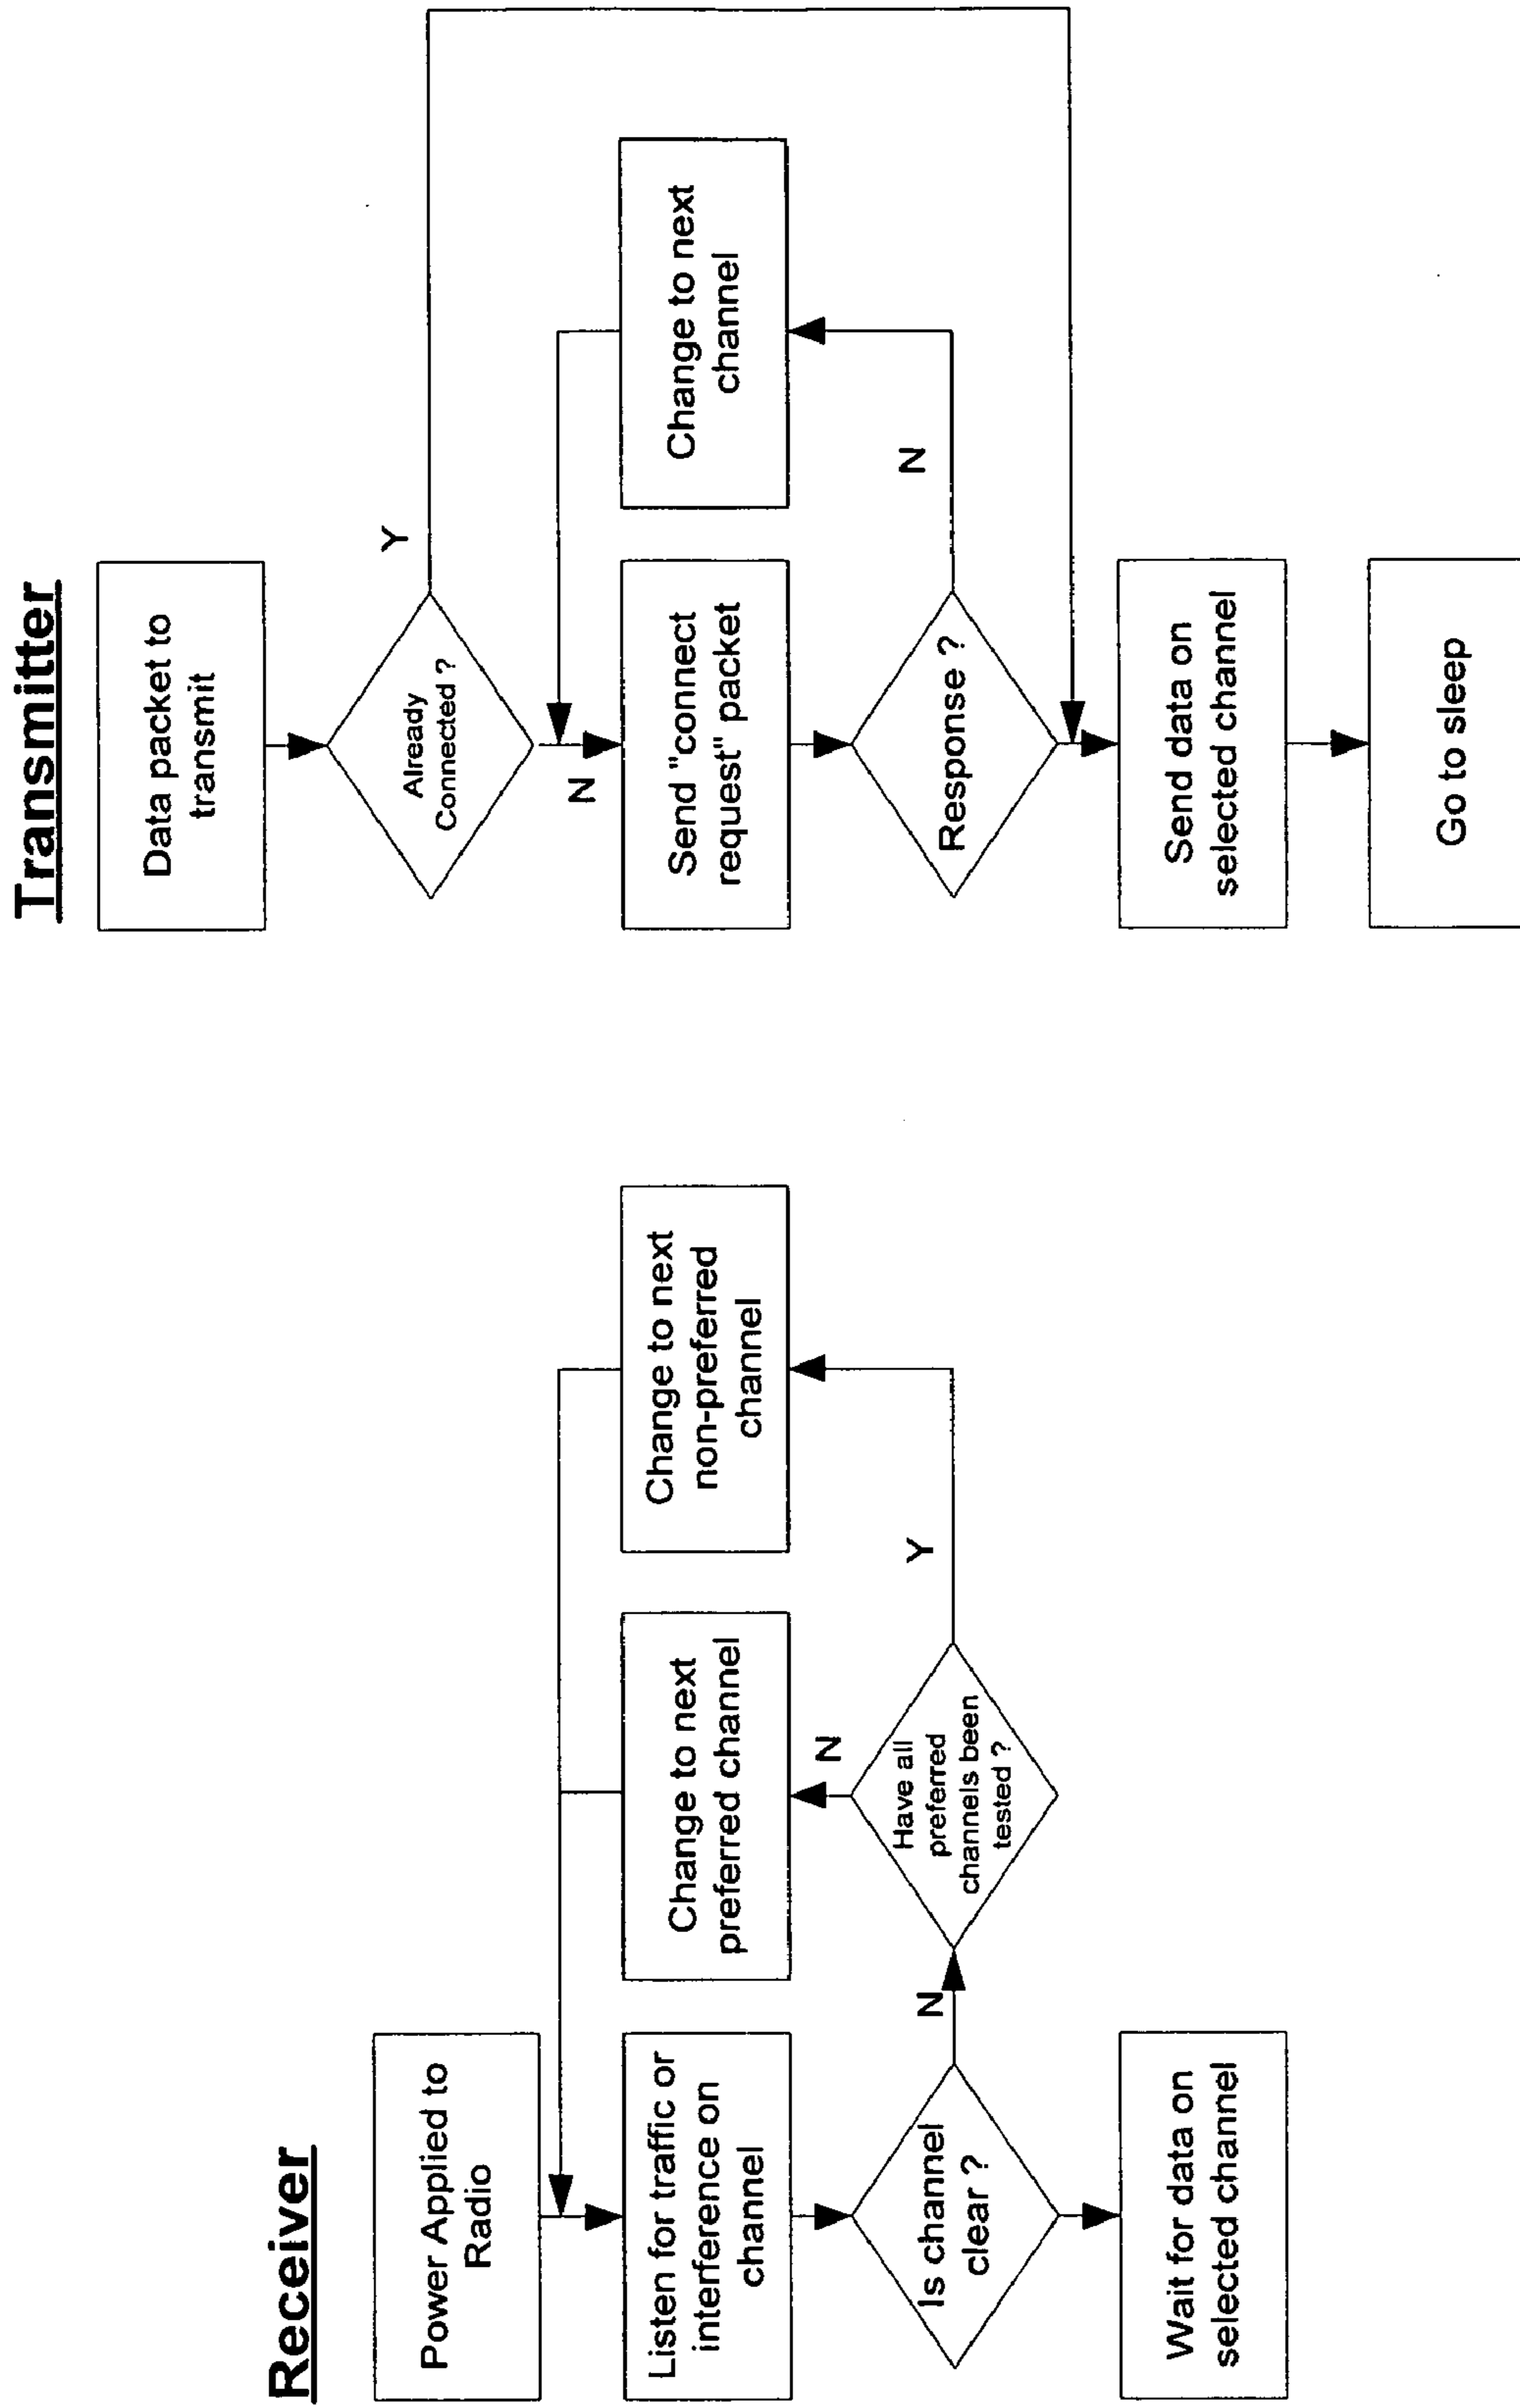 Receiver
Power Applied to
Radio
Listen for traffic or
interference on
channel
Is channel
clear ?
N
Have all
preferred
channels been
tested ?
N
Y
Change to next
preferred channel
Change to next
non-preferred
channel
Wait for data on
selected channel
Transmitter
Data packet to
transmit
Already
Connected ?
Y
N
Send "connect
request" packet
Change to next
channel
Response ?
N
Send data on
selected channel
Go to sleep